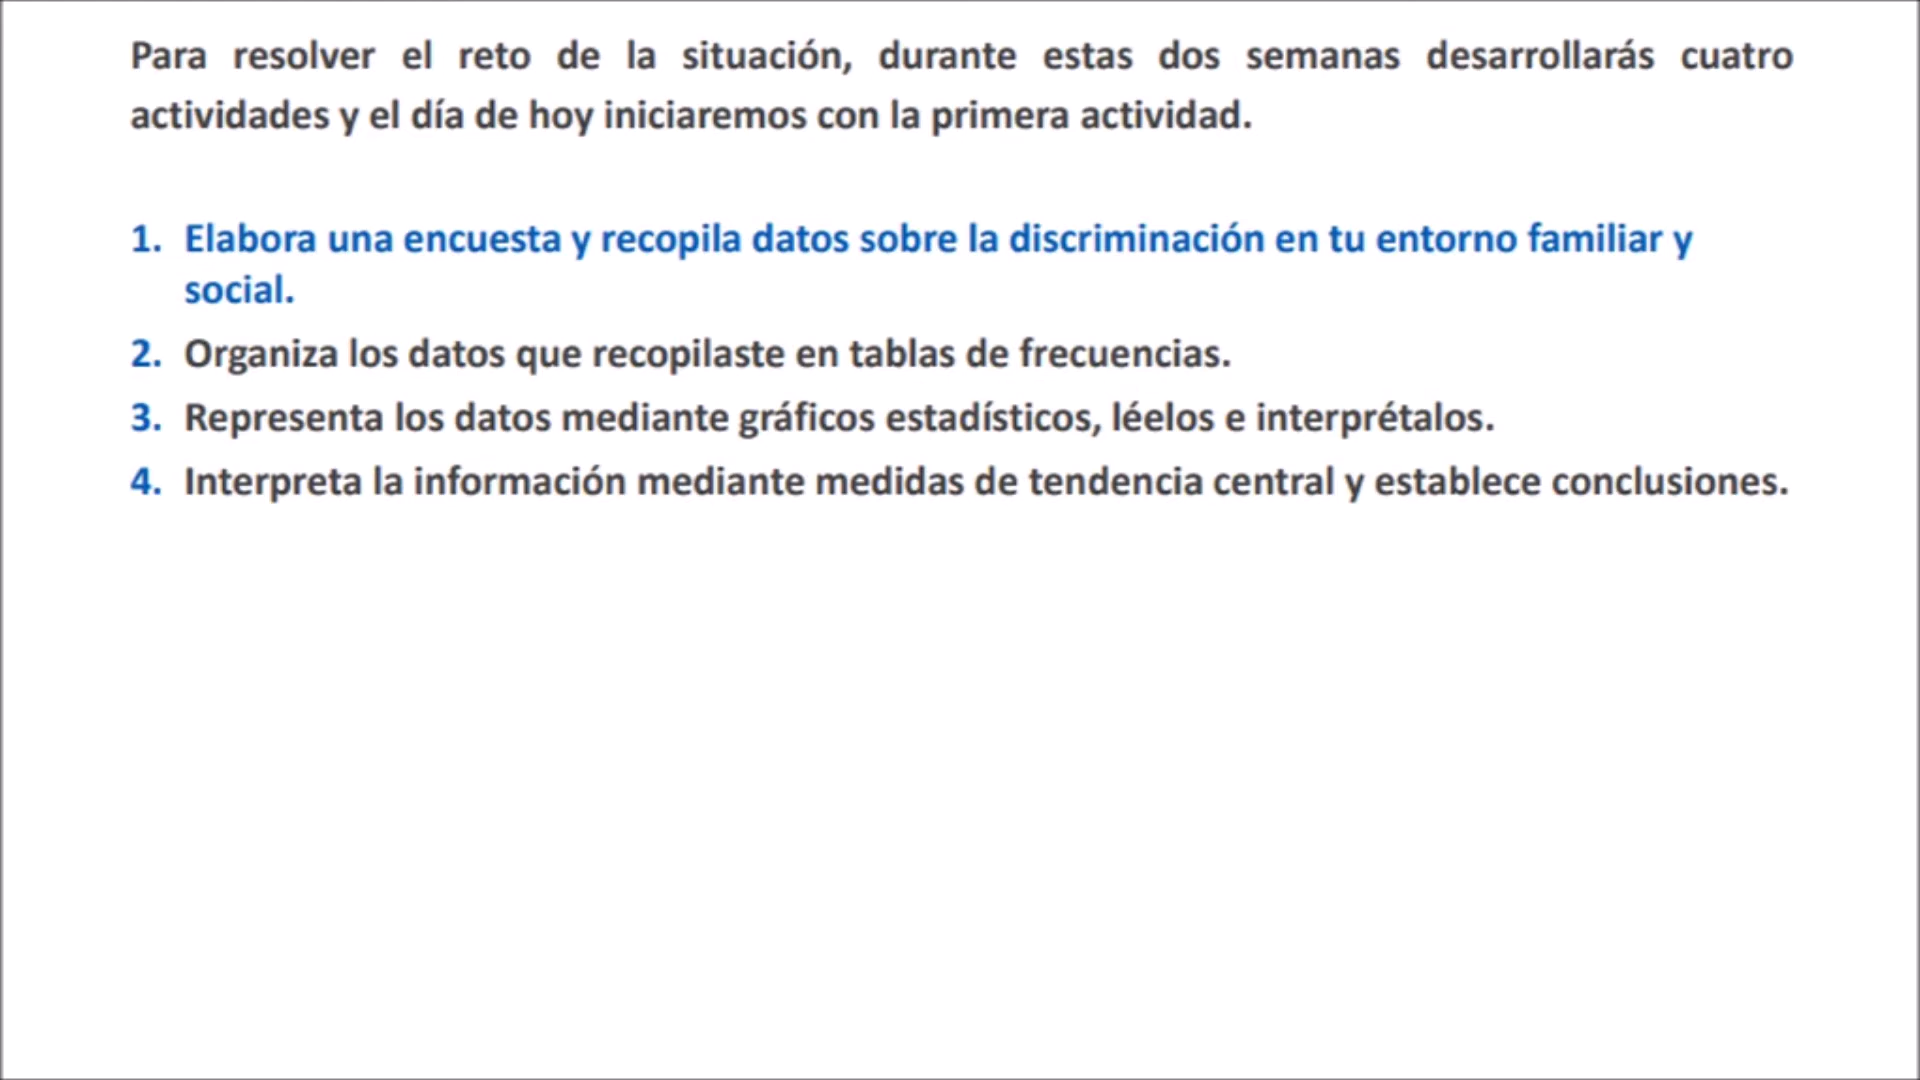 Para resolver el reto de la situación, durante estas dos semanas desarrollarás cuatro
actividades y el día de hoy iniciaremos con la primera actividad.
1. Elabora una encuesta y recopila datos sobre la discriminación en tu entorno familiar y
social.
2. Organiza los datos que recopilaste en tablas de frecuencias.
3. Representa los datos mediante gráficos estadísticos, léelos e interprétalos.
4. Interpreta la información mediante medidas de tendencia central y establece conclusiones.